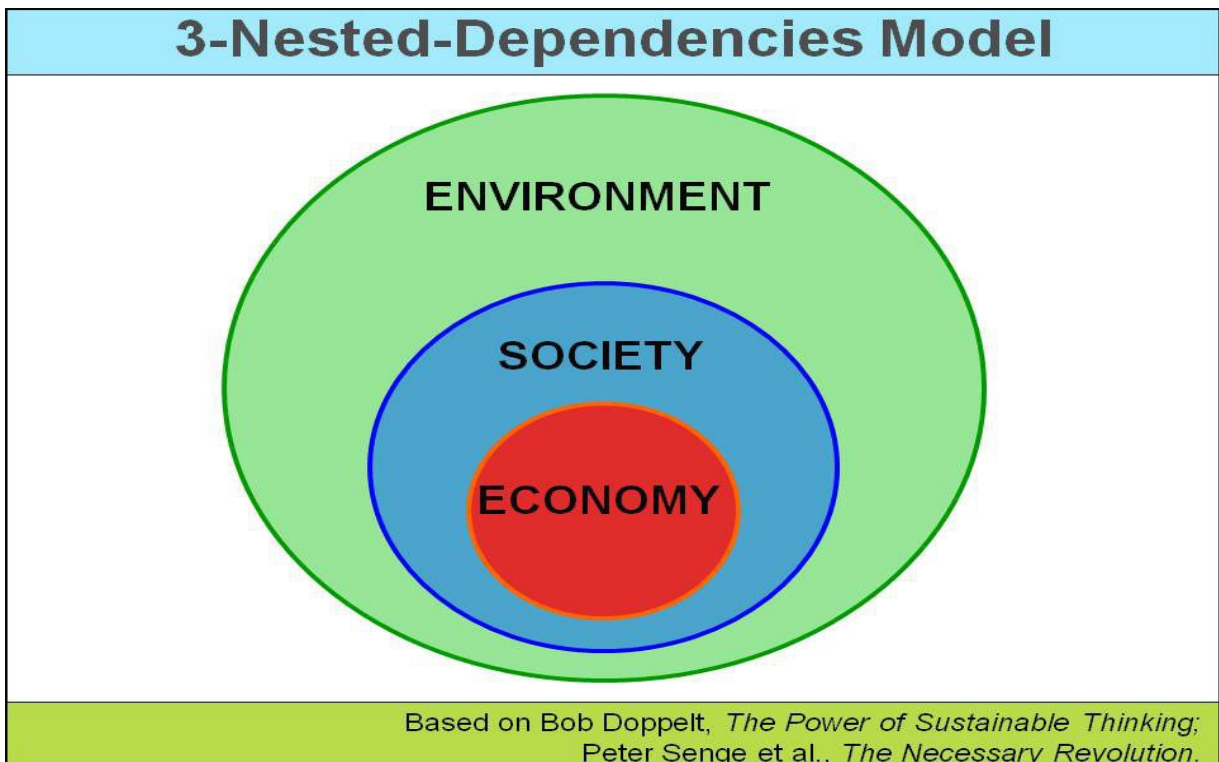 3-Nested-Dependencies Model
ENVIRONMENT
SOCIETY
ECONOMY
Based on Bob Doppelt, The Power of Sustainable Thinking;
Peter Senge et al., The Necessary Revolution.